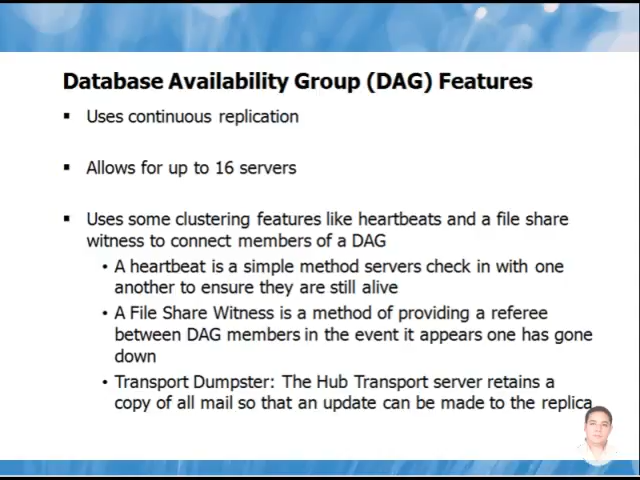 Database Availability Group (DAG) Features
▪ Uses continuous replication
▪ Allows for up to 16 servers
▪ Uses some clustering features like heartbeats and a file share
witness to connect members of a DAG
• A heartbeat is a simple method servers check in with one
another to ensure they are still alive
• A File Share Witness is a method of providing a referee
between DAG members in the event it appears one has gone
down
• Transport Dumpster: The Hub Transport server retains a
copy of all mail so that an update can be made to the replica